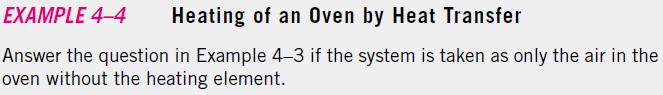 EXAMPLE 4–4 Heating of an Oven by Heat Transfer
Answer the question in Example 4–3 if the system is taken as only the air in the
oven without the heating element.